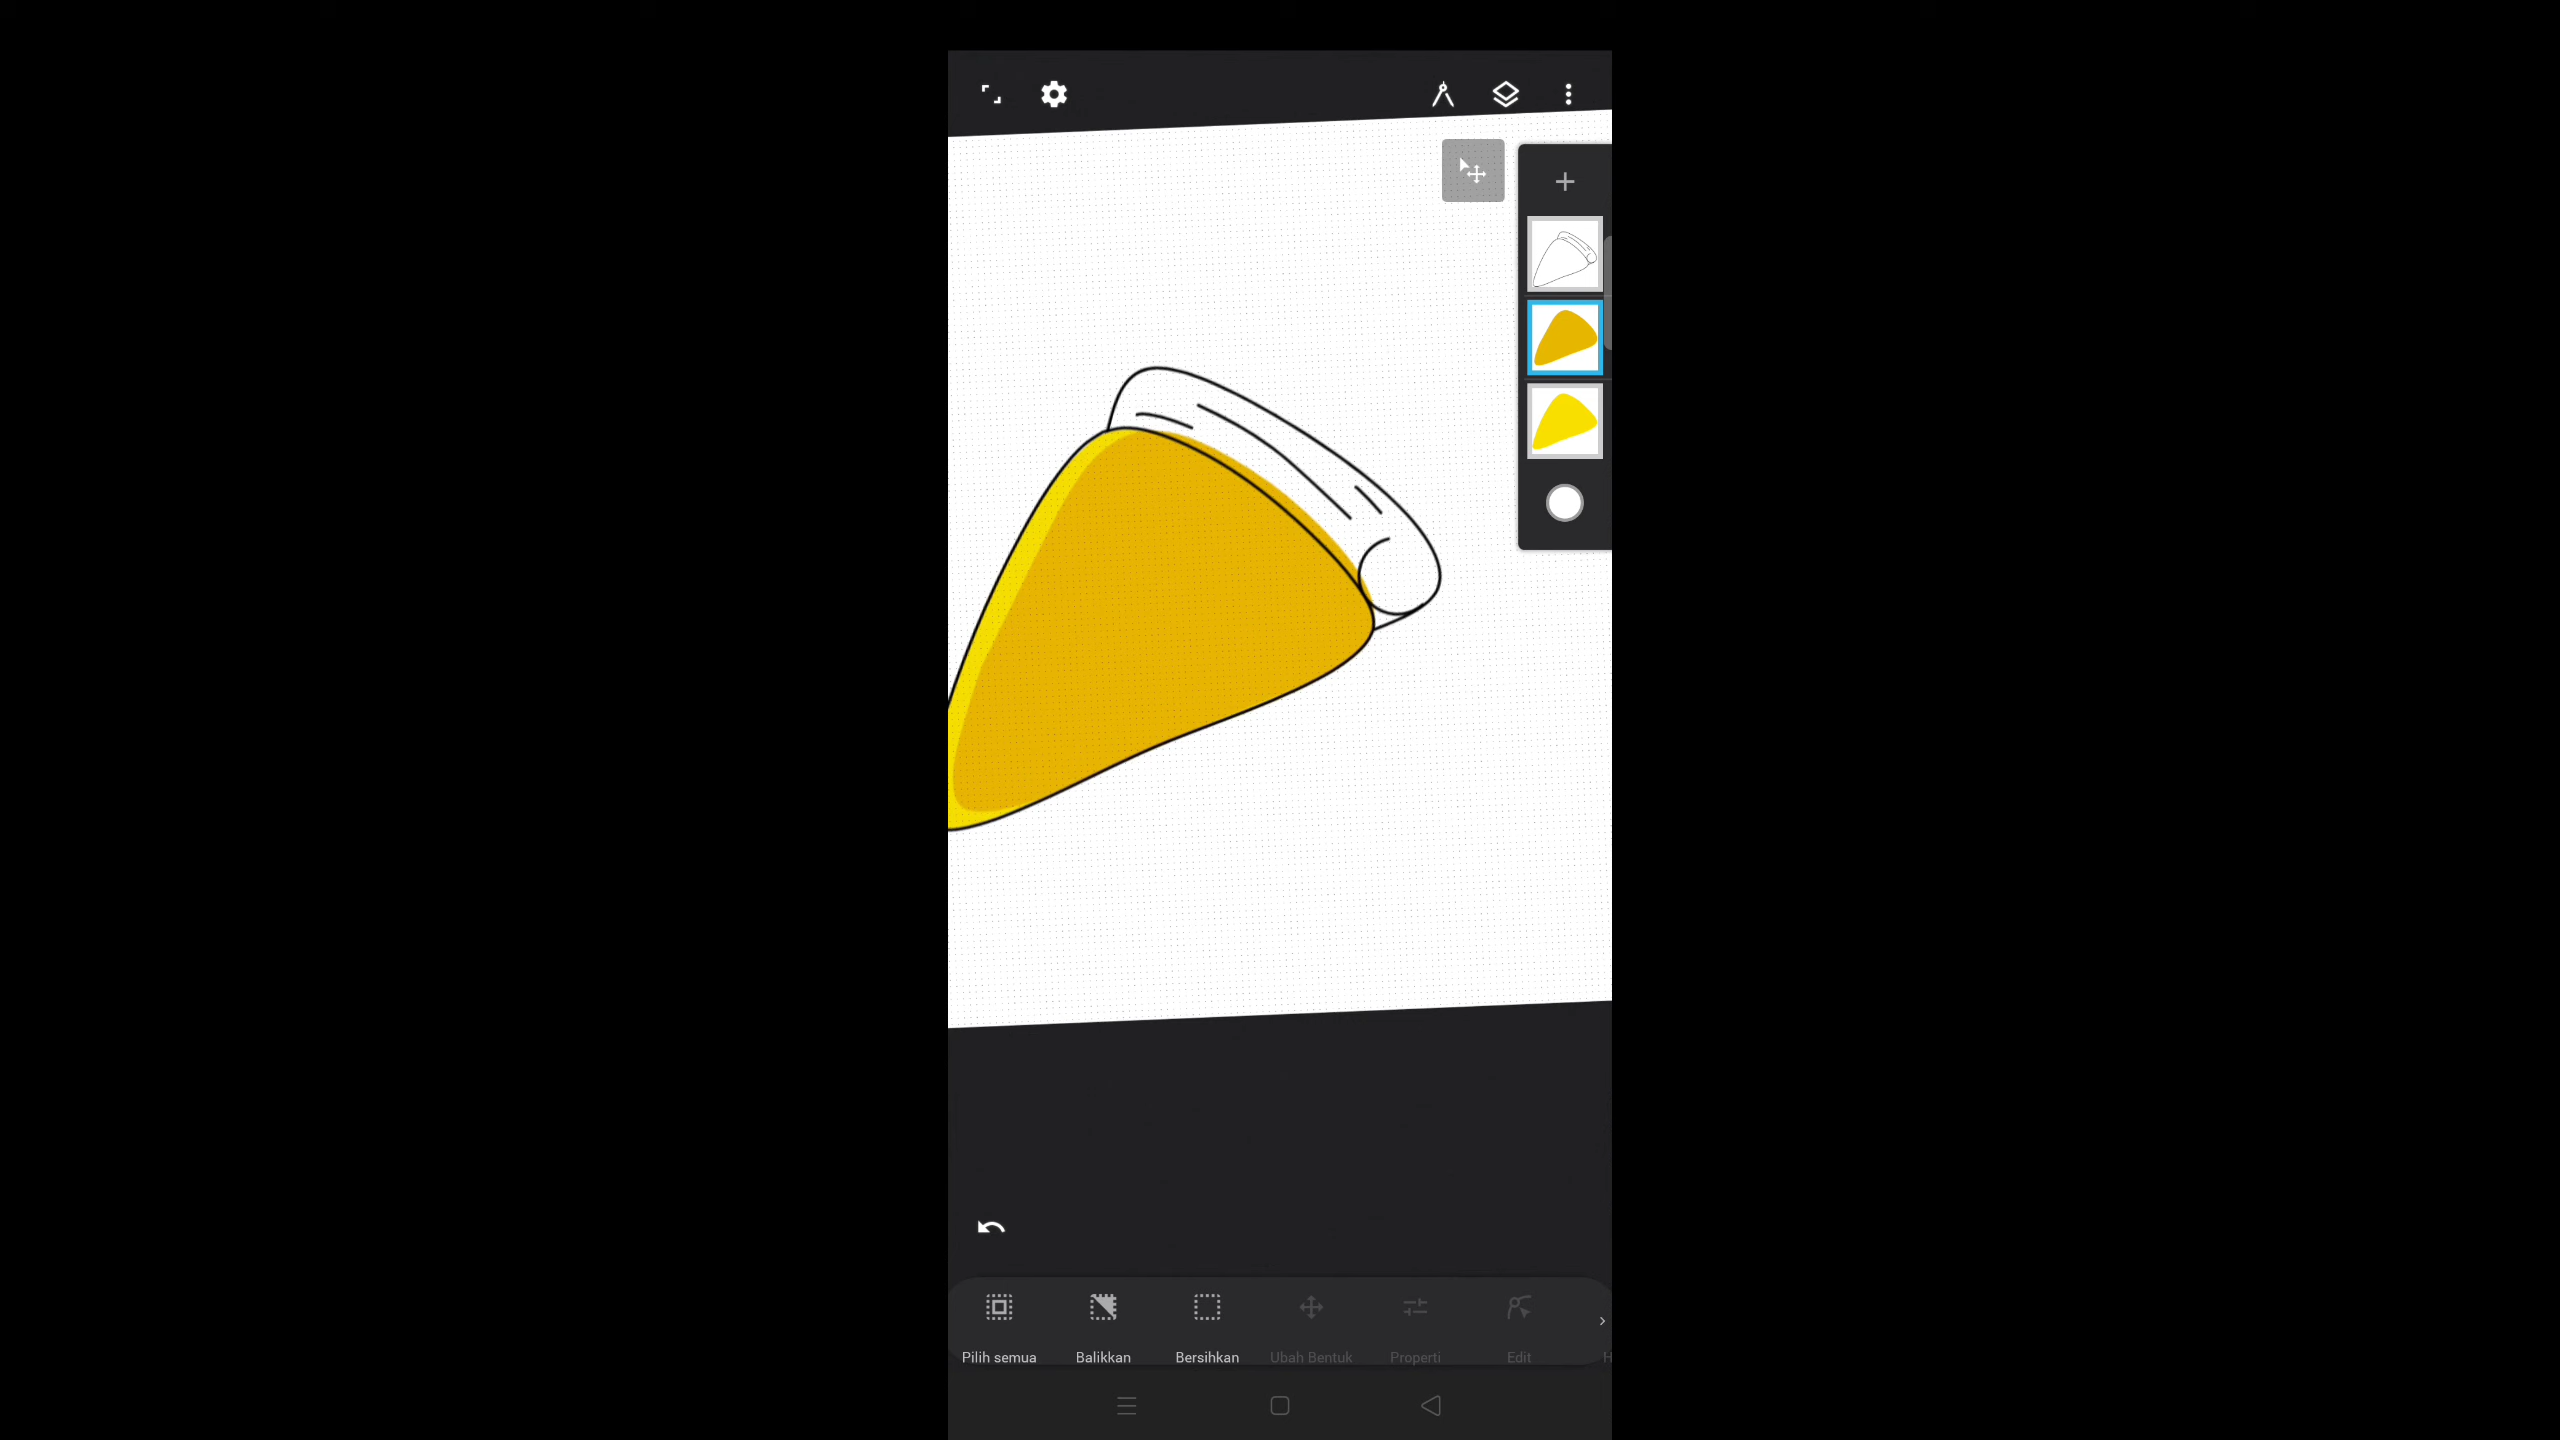 Pilih semua
Balikkan
Bersihkan
Ubah Bentuk
Properti
Edit
H